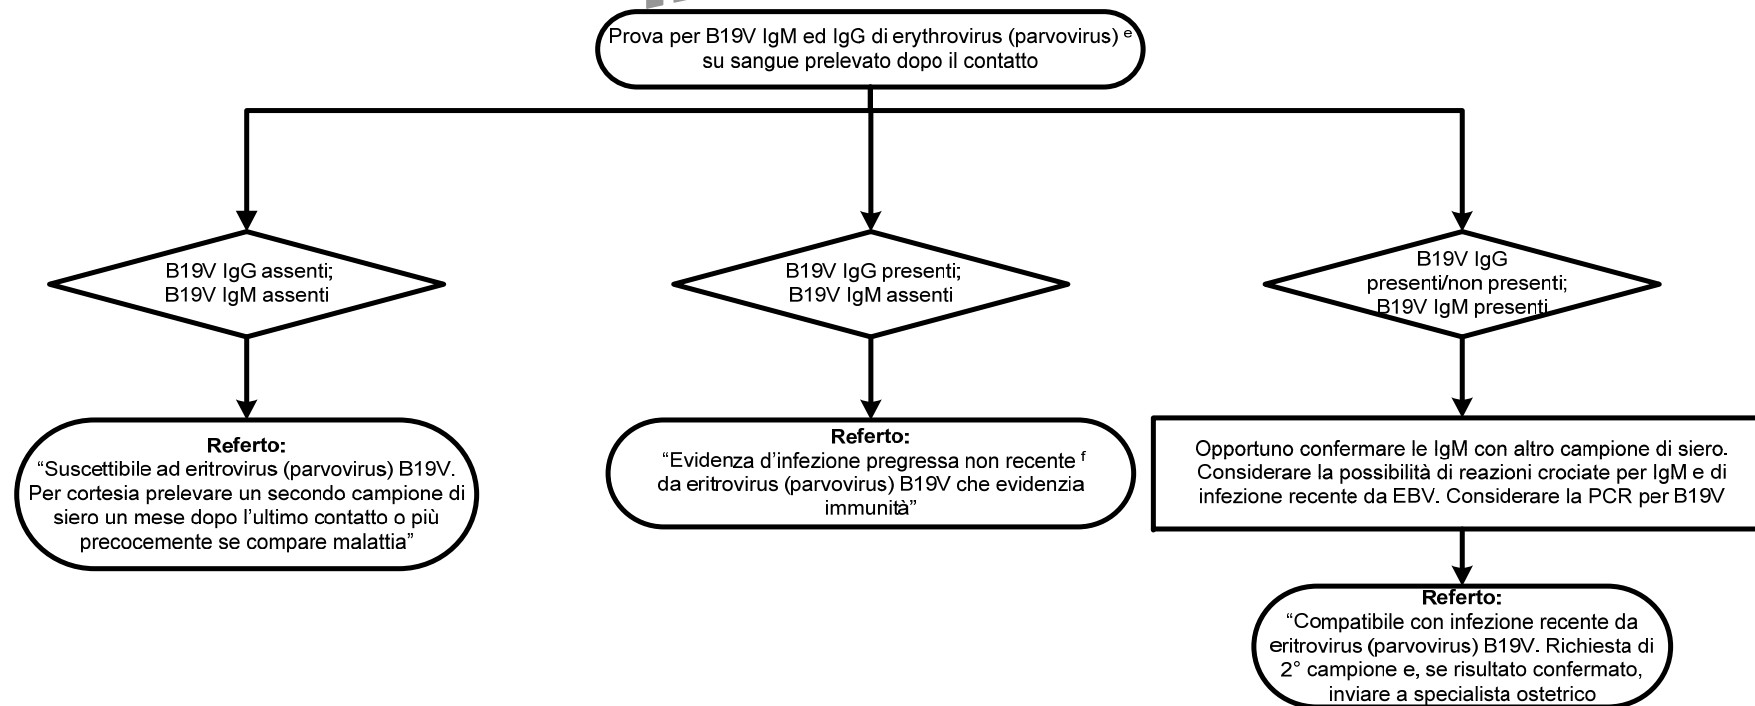 Prova per B19V IgM ed IgG di erythrovirus (parvovirus) e
su sangue prelevato dopo il contatto
B19V IgG assenti;
B19V IgM assenti
B19V IgG presenti;
B19V IgM assenti
B19V IgG
presenti/non presenti;
B19V IgM presenti
Referto:
“Suscettibile ad eritrovirus (parvovirus) B19V.
Per cortesia prelevare un secondo campione di
siero un mese dopo l’ultimo contatto o più
precocemente se compare malattia”
Referto:
“Evidenza d’infezione pregressa non recente f
da eritrovirus (parvovirus) B19V che evidenzia
immunità”
Opportuno confermare le IgM con altro campione di siero.
Considerare la possibilità di reazioni crociate per IgM e di
infezione recente da EBV. Considerare la PCR per B19V
Referto:
“Compatibile con infezione recente da
eritrovirus (parvovirus) B19V. Richiesta di
2° campione e, se risultato confermato,
inviare a specialista ostetrico